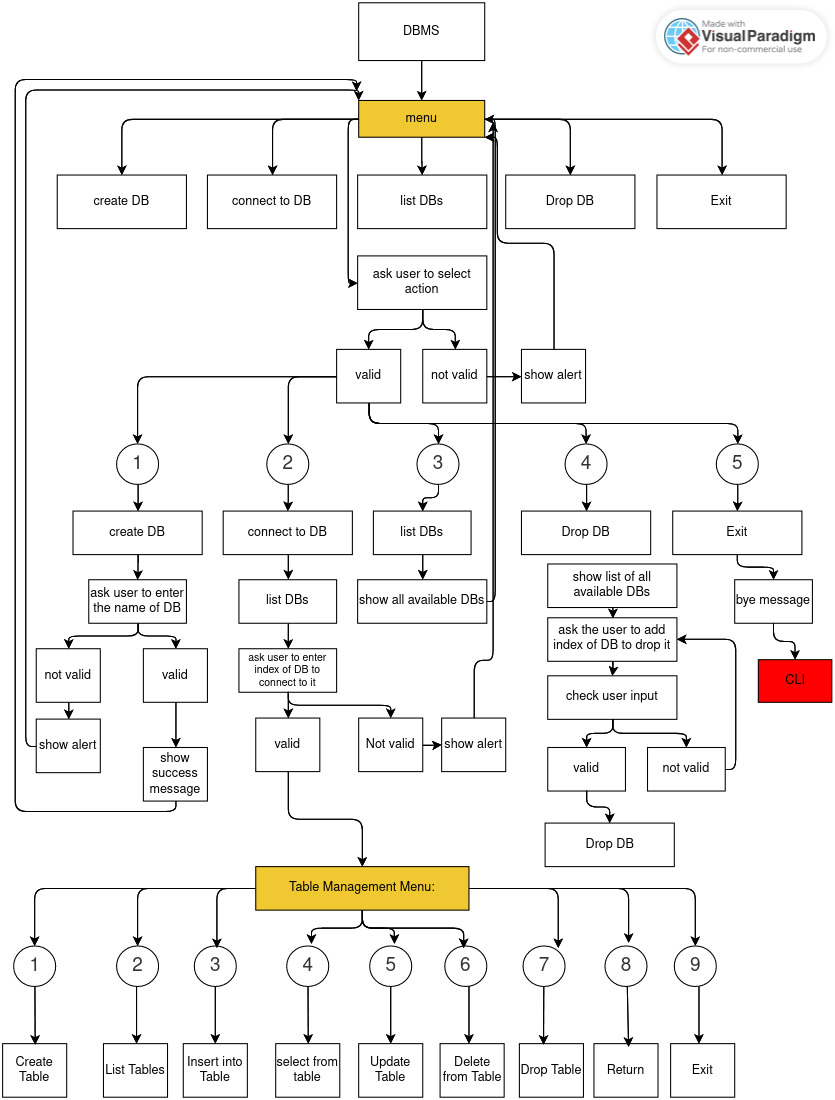 DBMS
Made with
VisualParadigm
For non-commercial use
menu
create DB
connect to DB
list DBs
Drop DB
Exit
ask user to select
action
valid
not valid
show alert
1
2
3
4
5
create DB
connect to DB
list DBs
Drop DB
Exit
ask user to enter
the name of DB
list DBs
show all available DBs
show list of all
available DBs
bye message
ask the user to add
index of DB to drop it
not valid
valid
ask user to enter
index of DB to
connect to it
check user input
CLI
show alert
show
success
message
valid
Not valid
show alert
valid
not valid
Drop DB
Table Management Menu:
1
2
3
4
5
6
7
8
9
Create
Table
List Tables
Insert into
Table
select from
table
Update
Table
Delete
from Table
Drop Table
Return
Exit